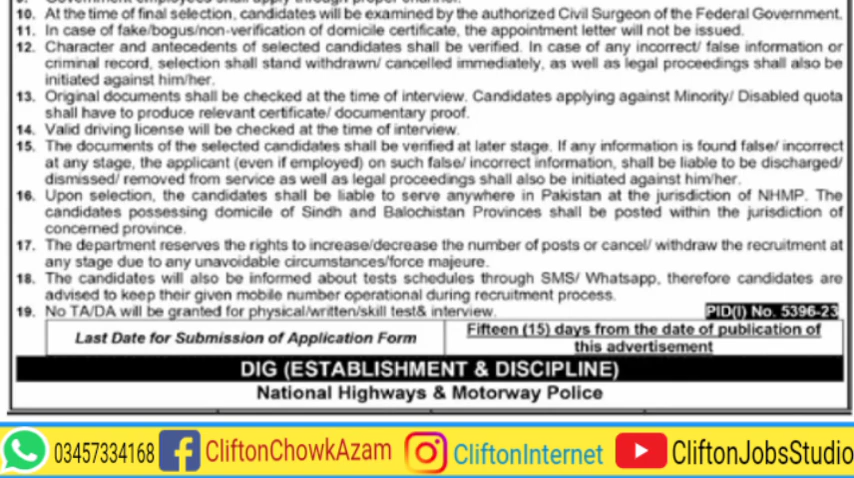 10. At the time of final selection, candidates will be examined by the authorized Civil Surgeon of the Federal Government.
11. In case of fake/bogus/non-verification of domicile certificate, the appointment letter will not be issued.
12. Character and antecedents of selected candidates shall be verified. In case of any incorrect/ false information or
criminal record, selection shall stand withdrawn/ cancelled immediately, as well as legal proceedings shall also be
initiated against him/her.
13. Original documents shall be checked at the time of interview. Candidates applying against Minority/ Disabled quota
shall have to produce relevant certificate/ documentary proof.
14. Valid driving license will be checked at the time of interview.
15. The documents of the selected candidates shall be verified at later stage. If any information is found false/ incorrect
at any stage, the applicant (even if employed) on such false/ incorrect information, shall be liable to be discharged/
dismissed/ removed from service as well as legal proceedings shall also be initiated against him/her.
16. Upon selection, the candidates shall be liable to serve anywhere in Pakistan at the jurisdiction of NHMP. The
candidates possessing domicile of Sindh and Balochistan Provinces shall be posted within the jurisdiction of
concerned province.
17. The department reserves the rights to increase/decrease the number of posts or cancel/ withdraw the recruitment at
any stage due to any unavoidable circumstances/force majeure.
18. The candidates will also be informed about tests schedules through SMS/ Whatsapp, therefore candidates are
advised to keep their given mobile number operational during recruitment process.
19. No TA/DA will be granted for physical/written/skill test& interview. PID(I) No. 5396-23
Last Date for Submission of Application Form
Fifteen (15) days from the date of publication of
this advertisement
DIG (ESTABLISHMENT & DISCIPLINE)
National Highways & Motorway Police
03457334168 CliftonChowkAzam CliftonInternet CliftonJobsStudio